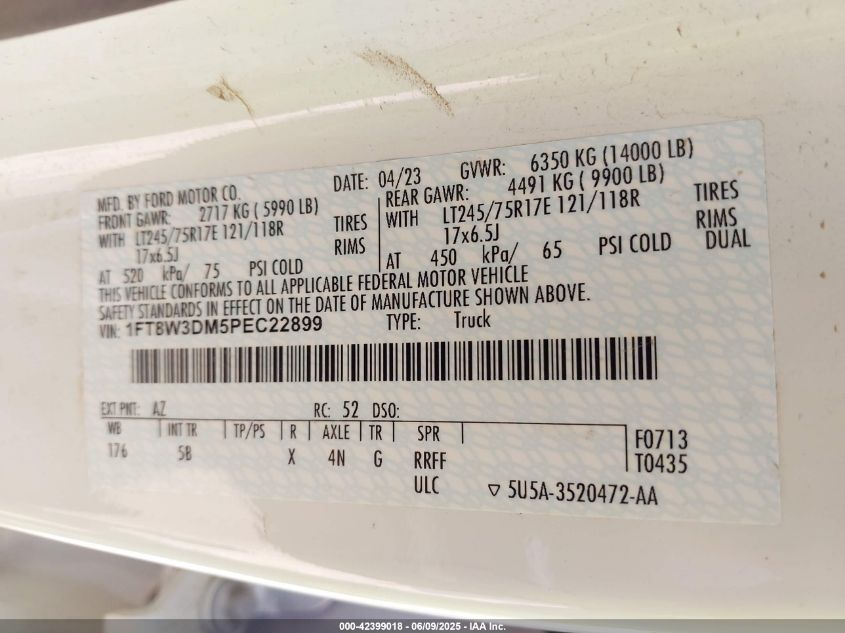 MFD. BY FORD MOTOR CO.
DATE: 04/23 GVWR: 6350 KG (14000 LB)
FRONT GAWR: 2717 KG ( 5990 LB)
REAR GAWR: 4491 KG ( 9900 LB)
WITH LT245/75R17E 121/118R TIRES
WITH LT245/75R17E 121/118R TIRES
17x6.5J RIMS
17x6.5J RIMS
AT 520 kPa/ 75 PSI COLD
AT 450 kPa/ 65 PSI COLD DUAL
THIS VEHICLE CONFORMS TO ALL APPLICABLE FEDERAL MOTOR VEHICLE
SAFETY STANDARDS IN EFFECT ON THE DATE OF MANUFACTURE SHOWN ABOVE.
VIN: 1FT8W3DM5PEC22899 TYPE: Truck
EXT PNT: AZ RC: 52 DSO:
WB INT TR TP/PS R AXLE TR SPR
176 5B X 4N G RRFF
ULC
F0713
T0435
5U5A-3520472-AA
000-42399018 / 06/09/2025 - IAA Inc.